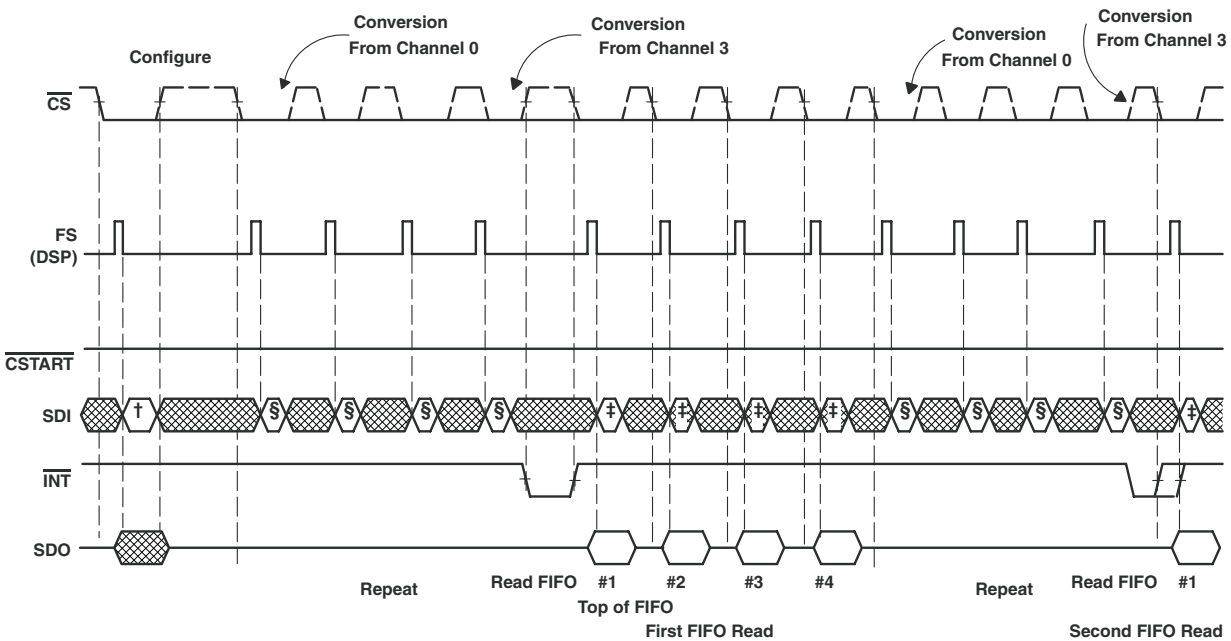 Conversion
From Channel 0
Conversion
From Channel 3
Conversion
From Channel 0
Conversion
From Channel 3
Configure
CS
FS
(DSP)
CSTART
SDI
† § § § § ‡ ‡ ‡ ‡ § § § § ‡
INT
SDO
Repeat
Read FIFO
#1
#2
#3
#4
Repeat
Read FIFO
#1
Top of FIFO
First FIFO Read
Second FIFO Read